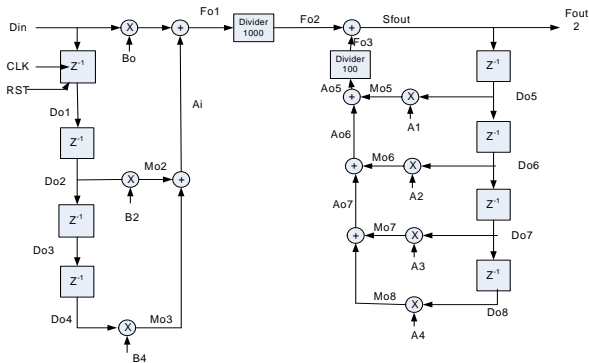 Din
X
+
Fo1
Divider
1000
Fo2
+
Sfout
Fout
2
Bo
Fo3
CLK
Z-1
RST
Divider
100
Z-1
Ai
Ao5
Mo5
X
Do5
+
A1
Do1
Z-1
Ao6
Z-1
Do2
X
Mo2
+
+
Mo6
X
Do6
B2
A2
Z-1
Ao7
Z-1
Do3
+
Mo7
X
Do7
A3
Z-1
Z-1
Do4
X
Mo3
Mo8
X
Do8
B4
A4